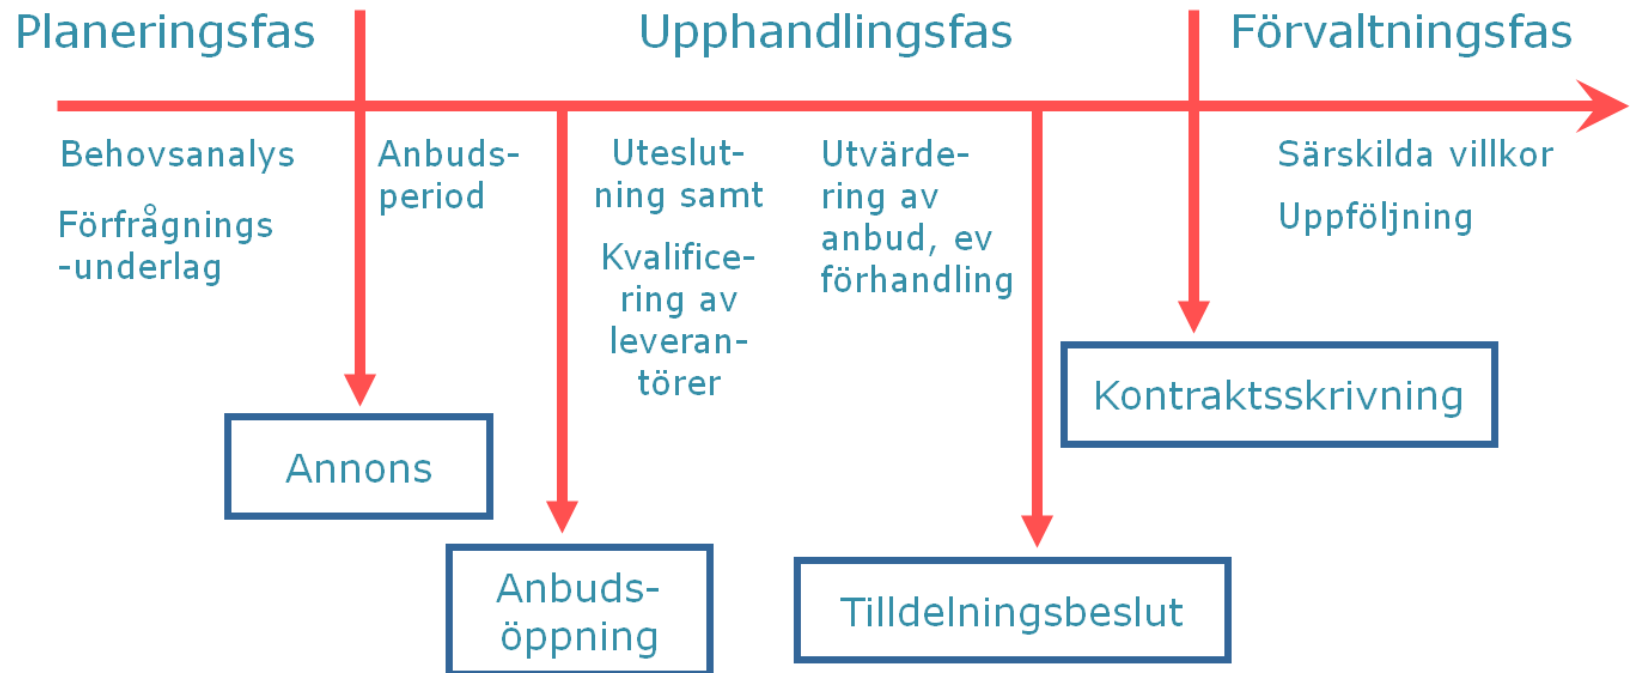 Planeringsfas
Upphandlingsfas
Förvaltningsfas
Behovsanalys
Förfrågnings
-underlag
Anbuds-
period
Uteslut-
ning samt
Kvalifice-
ring av
leveran-
törer
Utvärde-
ring av
anbud, ev
förhandling
Särskilda villkor
Uppföljning
Annons
Anbuds-
öppning
Tilldelningsbeslut
Kontraktsskrivning